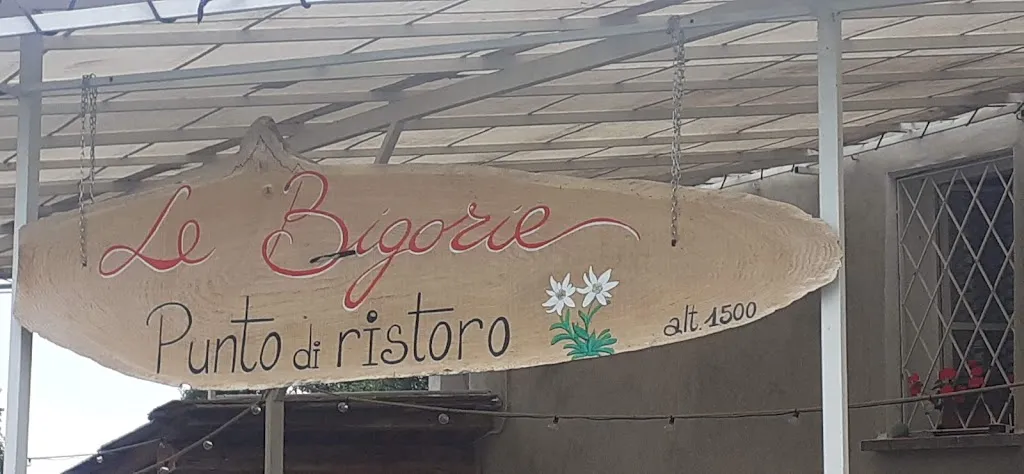 Le Bigorie
Punto di ristoro
alt. 1500